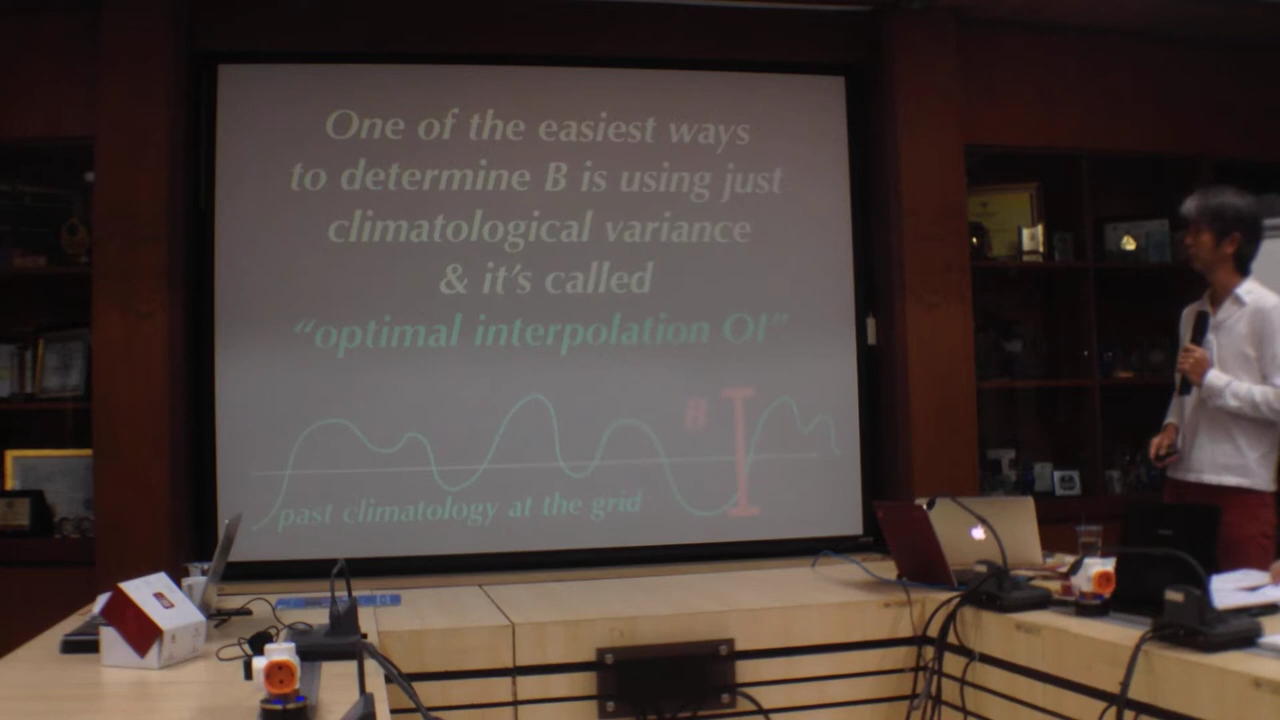 One of the easiest ways
to determine B is using just
climatological variance
& it's called
“optimal interpolation OI”
B
past climatology at the grid